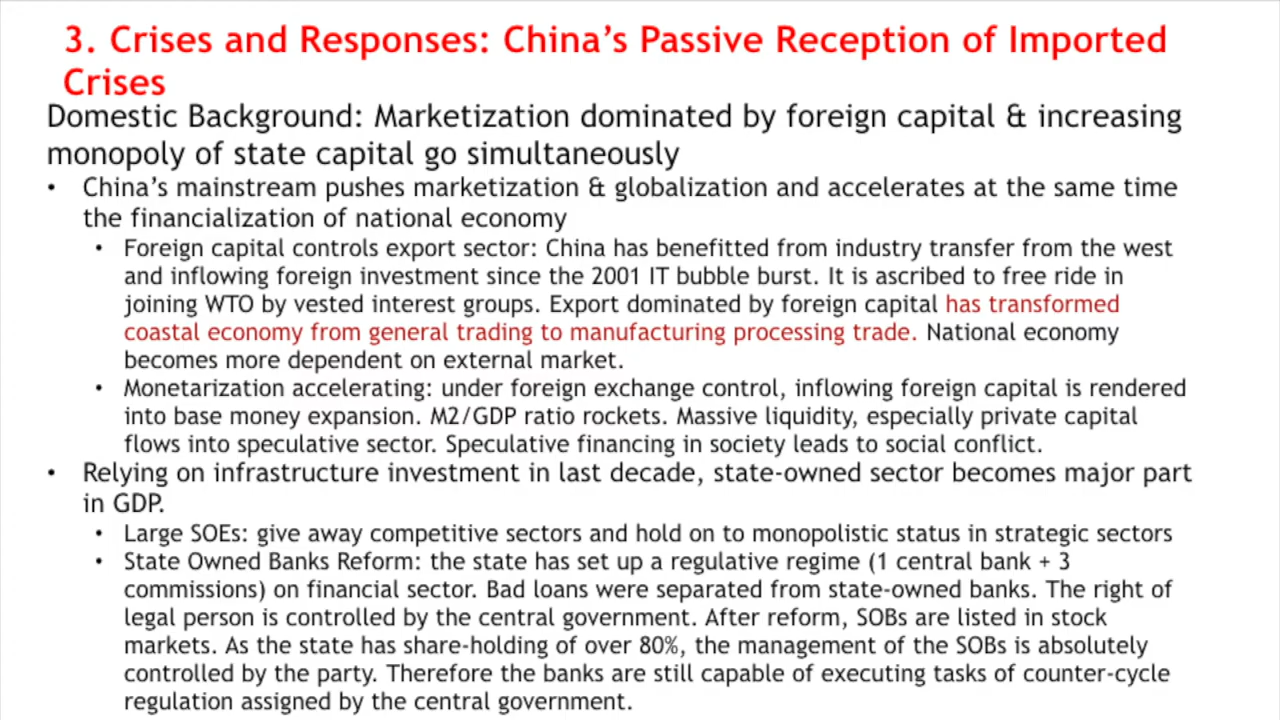 3. Crises and Responses: China's Passive Reception of Imported
Crises
Domestic Background: Marketization dominated by foreign capital & increasing
monopoly of state capital go simultaneously
• China's mainstream pushes marketization & globalization and accelerates at the same time
the financialization of national economy
• Foreign capital controls export sector: China has benefitted from industry transfer from the west
and inflowing foreign investment since the 2001 IT bubble burst. It is ascribed to free ride in
joining WTO by vested interest groups. Export dominated by foreign capital has transformed
coastal economy from general trading to manufacturing processing trade. National economy
becomes more dependent on external market.
• Monetarization accelerating: under foreign exchange control, inflowing foreign capital is rendered
into base money expansion. M2/GDP ratio rockets. Massive liquidity, especially private capital
flows into speculative sector. Speculative financing in society leads to social conflict.
• Relying on infrastructure investment in last decade, state-owned sector becomes major part
in GDP.
• Large SOEs: give away competitive sectors and hold on to monopolistic status in strategic sectors
• State Owned Banks Reform: the state has set up a regulative regime (1 central bank + 3
commissions) on financial sector. Bad loans were separated from state-owned banks. The right of
legal person is controlled by the central government. After reform, SOBs are listed in stock
markets. As the state has share-holding of over 80%, the management of the SOBs is absolutely
controlled by the party. Therefore the banks are still capable of executing tasks of counter-cycle
regulation assigned by the central government.